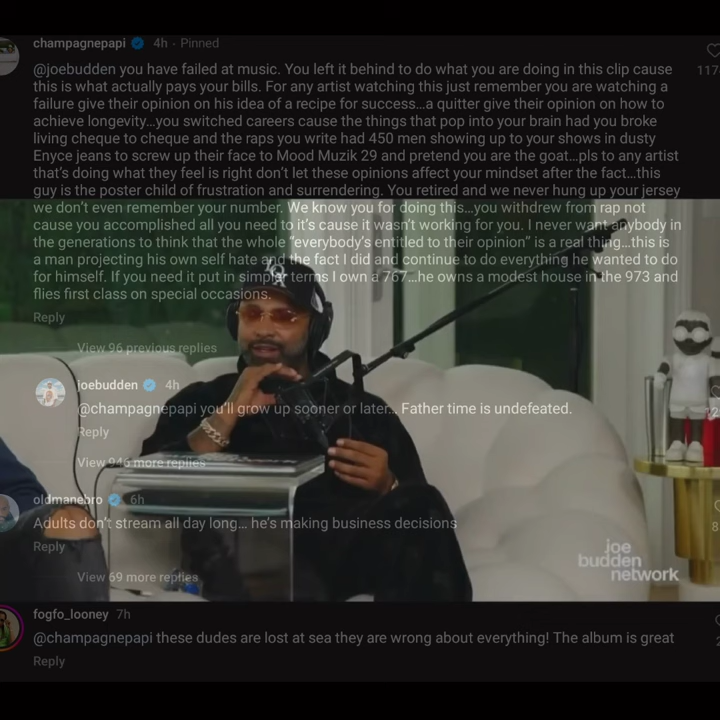 champagnepapi 4h · Pinned
@joebudden you have failed at music. You left it behind to do what you are doing in this clip cause
this is what actually pays your bills. For any artist watching this just remember you are watching a
failure give their opinion on his idea of a recipe for success...a quitter give their opinion on how to
achieve longevity...you switched careers cause the things that pop into your brain had you broke
living cheque to cheque and the raps you write had 450 men showing up to your shows in dusty
Enyce jeans to screw up their face to Mood Muzik 29 and pretend you are the goat...pls to any artist
that's doing what they feel is right don't let these opinions affect your mindset after the fact...this
guy is the poster child of frustration and surrendering. You retired and we never hung up your jersey
we don't even remember your number. We know you for doing this...you withdrew from rap not
cause you accomplished all you need to it's cause it wasn't working for you. I never want anybody in
the generations to think that the whole "everybody's entitled to their opinion" is a real thing...this is
a man projecting his own self hate and the fact I did and continue to do everything he wanted to do
for himself. If you need it put in simpler terms I own a 767...he owns a modest house in the 973 and
flies first class on special occasions.
Reply
View 96 previous replies
joebudden 4h
@champagnepapi you'll grow up sooner or later... Father time is undefeated.
Reply
View 946 more replies
oldmanebro 6h
Adults don't stream all day long... he's making business decisions
Reply
View 69 more replies
joe
budden
network
fogfo_looney 7h
@champagnepapi these dudes are lost at sea they are wrong about everything! The album is great
Reply